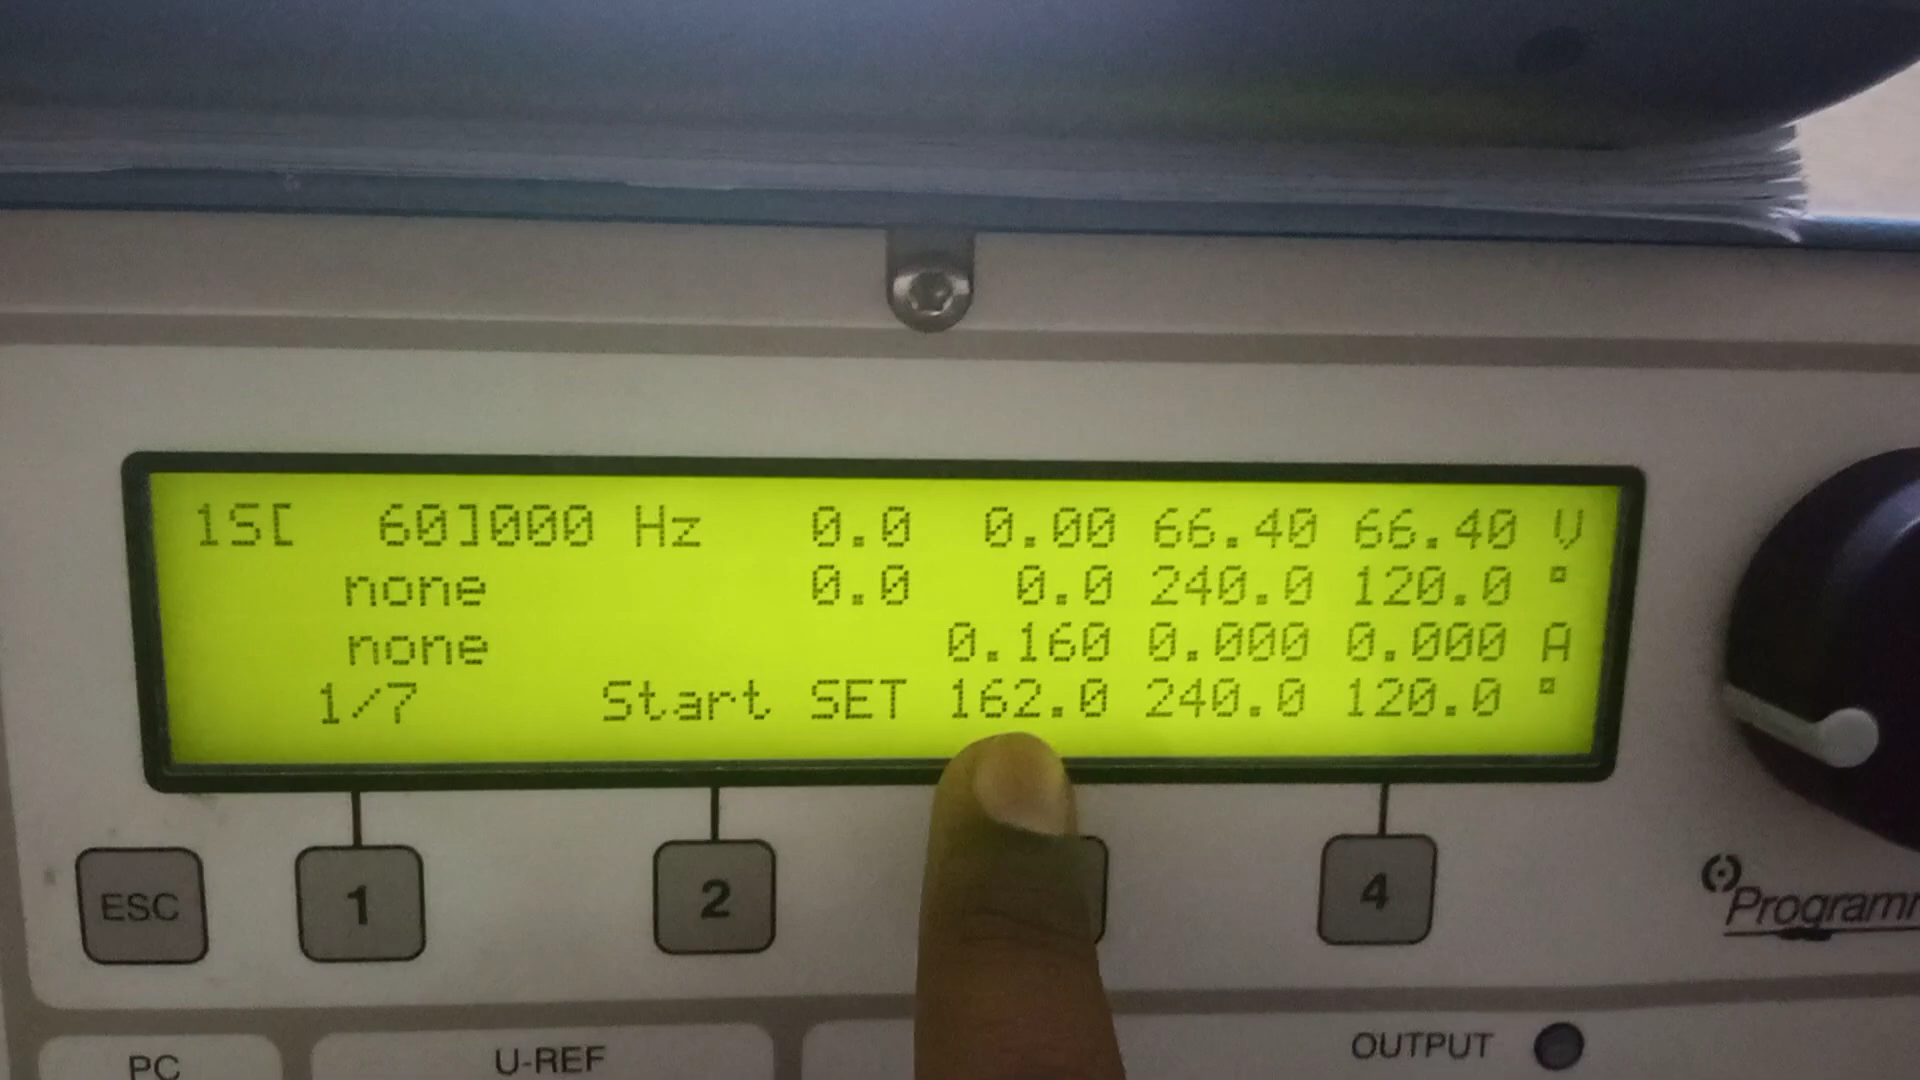 1S[ 60]000 Hz 0.0 0.00 66.40 66.40 V
none 0.0 0.0 240.0 120.0 °
none 0.160 0.000 0.000 A
1/7 Start SET 162.0 240.0 120.0 °
ESC 1 2 4
PC U-REF OUTPUT